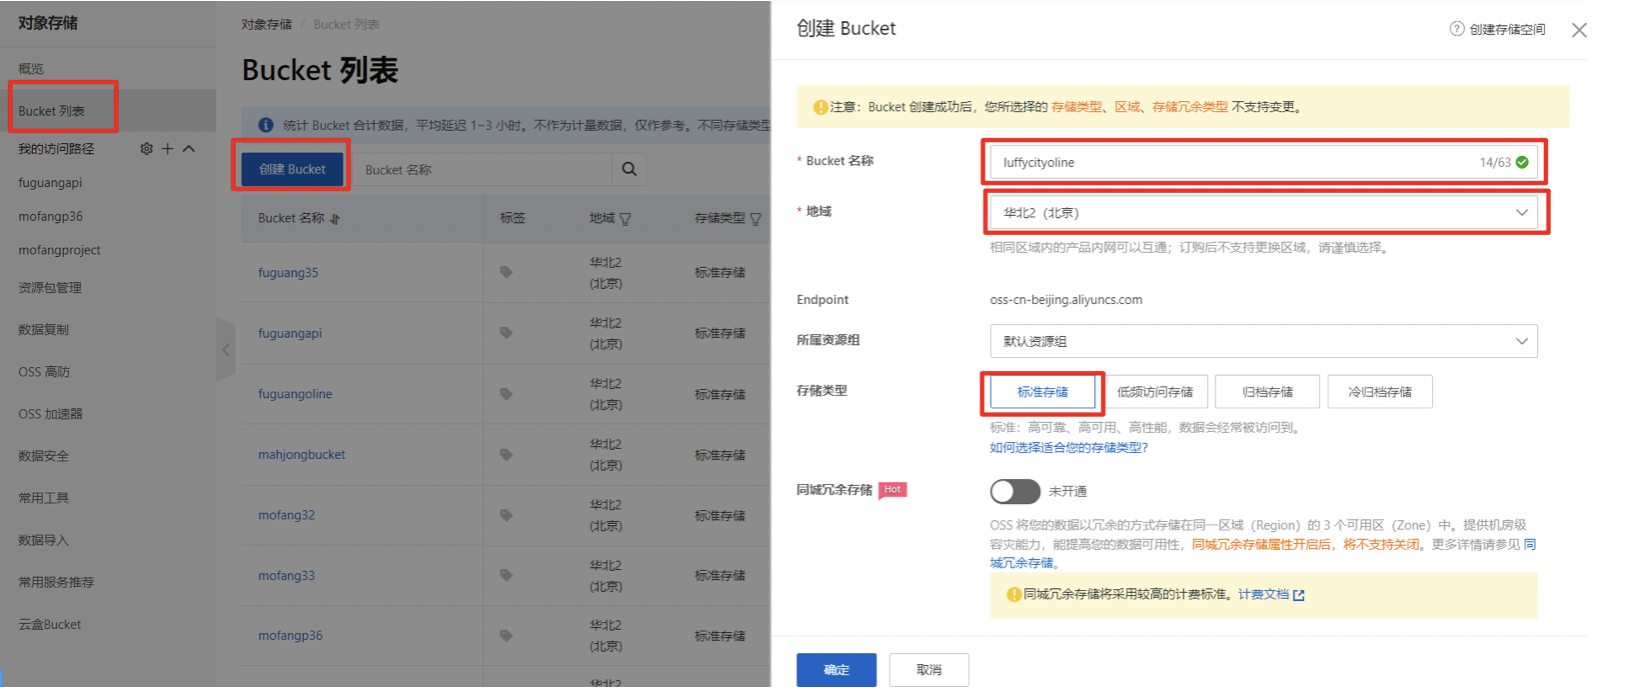 对象存储
概览
Bucket 列表
我的访问路径
fuguangapi
mofangp36
mofangproject
资源包管理
数据复制
OSS 高防
OSS 加速器
数据安全
常用工具
数据导入
常用服务推荐
云盒Bucket
对象存储 / Bucket 列表
Bucket 列表
统计 Bucket 合计数据，平均延迟 1~3 小时。不作为计量数据，仅作参考。不同存储类型
创建 Bucket
Bucket 名称
Bucket 名称 标签 地域 存储类型
fuguang35 华北2 (北京) 标准存储
fuguangapi 华北2 (北京) 标准存储
fuguangoline 华北2 (北京) 标准存储
mahjongbucket 华北2 (北京) 标准存储
mofang32 华北2 (北京) 标准存储
mofang33 华北2 (北京) 标准存储
mofangp36 华北2 (北京) 标准存储
华北2
创建 Bucket
创建存储空间
注意：Bucket 创建成功后，您所选择的 存储类型、区域、存储冗余类型 不支持变更。
* Bucket 名称
luffycityoline 14/63
* 地域
华北2（北京）
相同区域内的产品内网可以互通；订购后不支持更换区域，请谨慎选择。
Endpoint
oss-cn-beijing.aliyuncs.com
所属资源组
默认资源组
存储类型
标准存储 低频访问存储 归档存储 冷归档存储
标准：高可靠、高可用、高性能，数据会经常被访问到。
如何选择适合您的存储类型?
同城冗余存储 Hot
未开通
OSS 将您的数据以冗余的方式存储在同一区域（Region）的 3 个可用区（Zone）中。提供机房级
容灾能力，能提高您的数据可用性，同城冗余存储属性开启后，将不支持关闭。更多详情请参见 同
城冗余存储。
同城冗余存储将采用较高的计费标准。计费文档
确定 取消